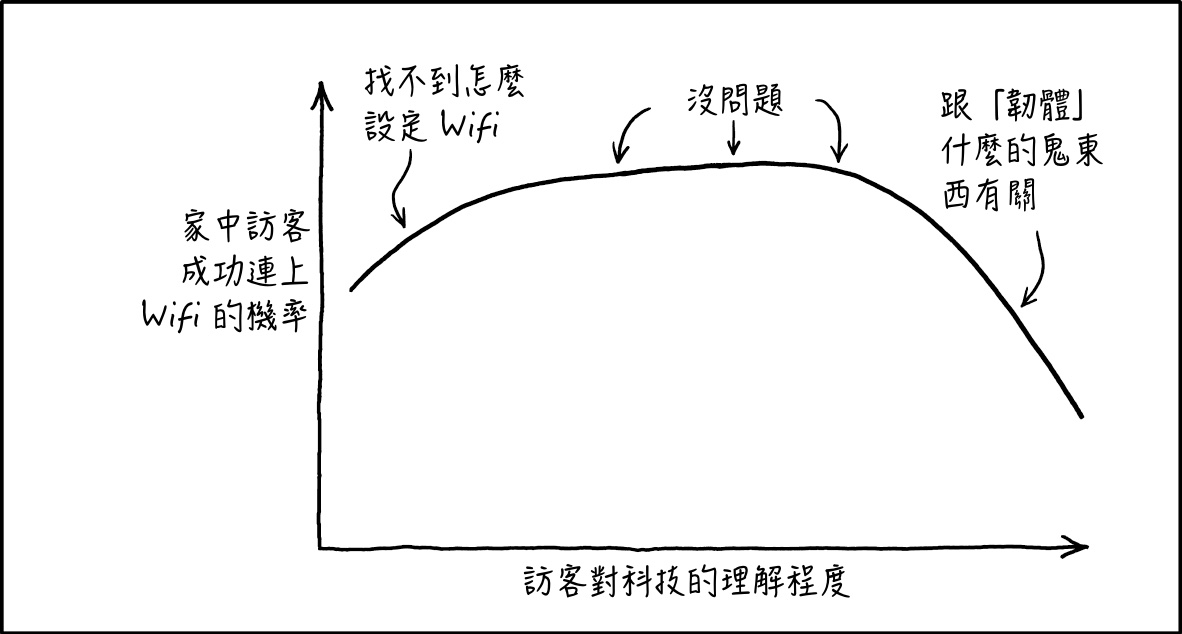 找不到怎麼
設定 Wifi
沒問題
跟「韌體」
什麼的鬼東
西有關
家中訪客
成功連上
Wifi 的機率
訪客對科技的理解程度